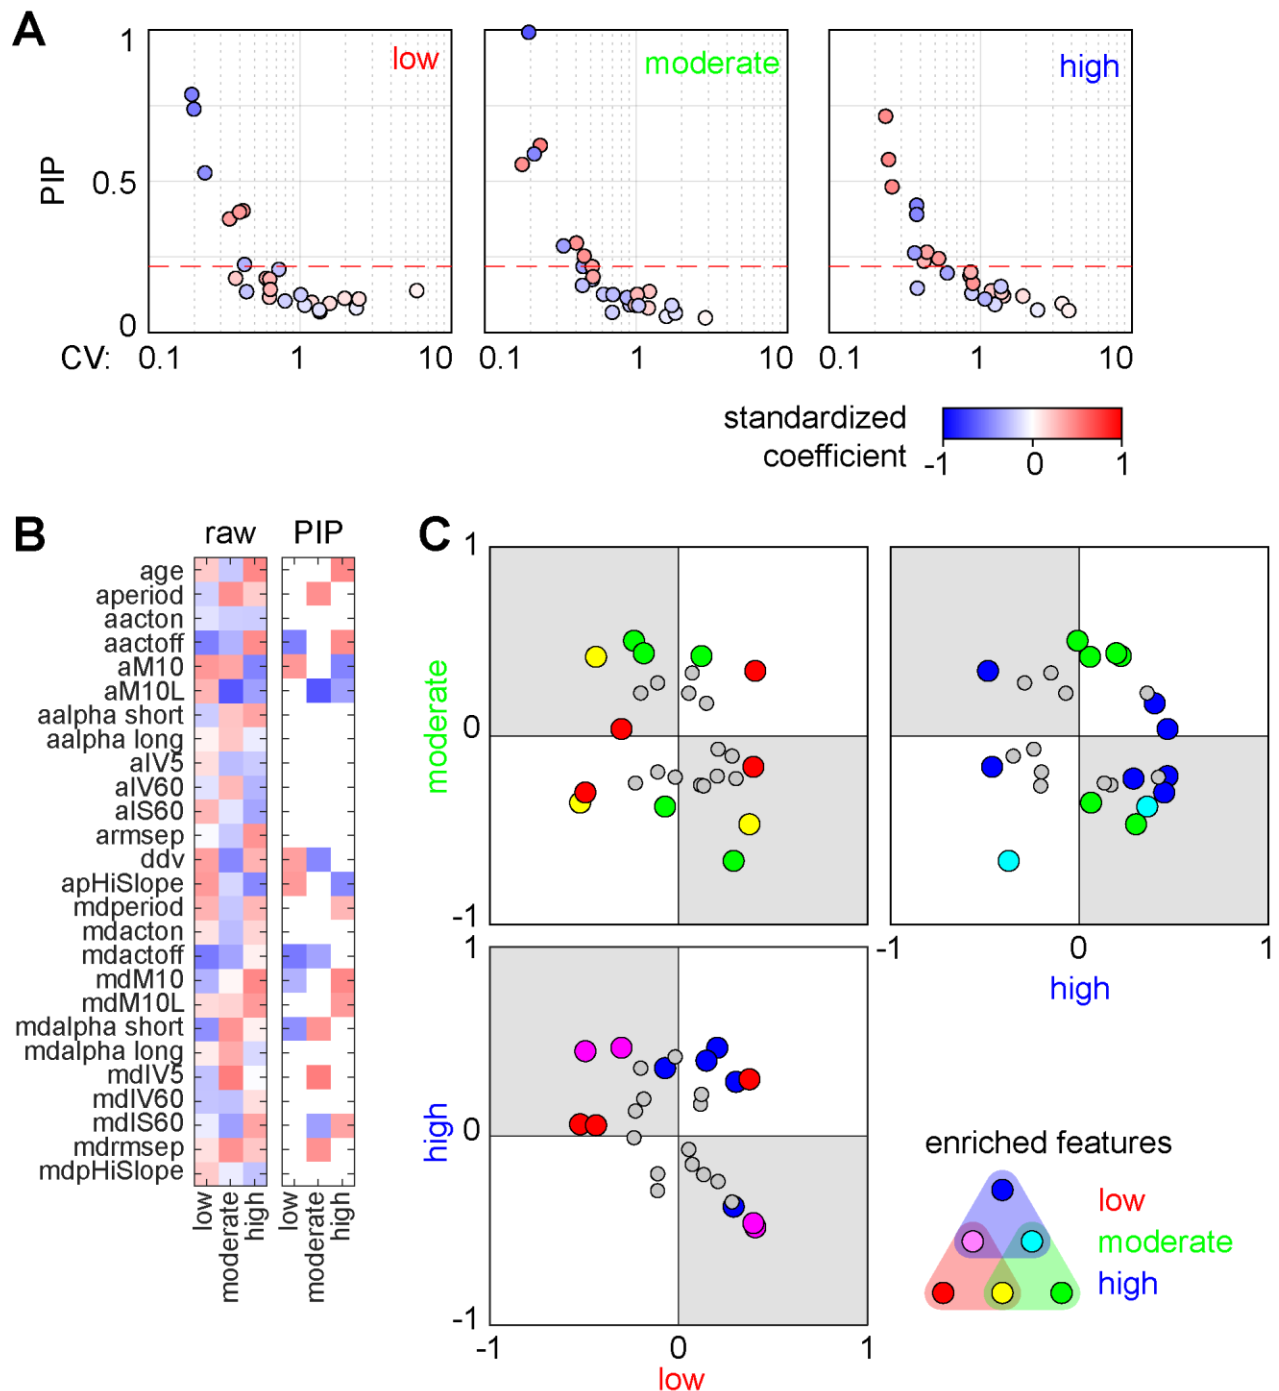 A
low
moderate
high
PIP
1
0.5
0
CV:
0.1
1
10
0.1
1
10
0.1
1
10
standardized
coefficient
-1
0
1
B
raw
PIP
age
aperiod
aacton
aactoff
aM10
aM10L
aalpha short
aalpha long
aIV5
aIV60
aIS60
armsep
ddv
apHiSlope
mdperiod
mdacton
mdactoff
mdM10
mdM10L
mdalpha short
mdalpha long
mdIV5
mdIV60
mdIS60
mdrmsep
mdpHiSlope
low
moderate
high
low
moderate
high
C
1
moderate
0
-1
-1
0
1
high
1
high
0
-1
-1
0
1
low
enriched features
low
moderate
high